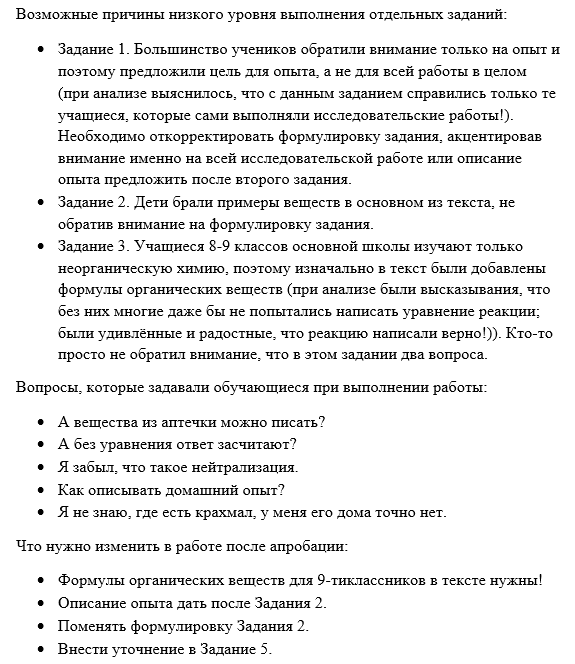 Возможные причины низкого уровня выполнения отдельных заданий:
• Задание 1. Большинство учеников обратили внимание только на опыт и
поэтому предложили цель для опыта, а не для всей работы в целом
(при анализе выяснилось, что с данным заданием справились только те
учащиеся, которые сами выполняли исследовательские работы!).
Необходимо откорректировать формулировку задания, акцентировав
внимание именно на всей исследовательской работе или описание
опыта предложить после второго задания.
• Задание 2. Дети брали примеры веществ в основном из текста, не
обратив внимание на формулировку задания.
• Задание 3. Учащиеся 8-9 классов основной школы изучают только
неорганическую химию, поэтому изначально в текст были добавлены
формулы органических веществ (при анализе были высказывания, что
без них многие даже бы не попытались написать уравнение реакции;
были удивлённые и радостные, что реакцию написали верно!)). Кто-то
просто не обратил внимание, что в этом задании два вопроса.
Вопросы, которые задавали обучающиеся при выполнении работы:
• А вещества из аптечки можно писать?
• А без уравнения ответ засчитают?
• Я забыл, что такое нейтрализация.
• Как описывать домашний опыт?
• Я не знаю, где есть крахмал, у меня его дома точно нет.
Что нужно изменить в работе после апробации:
• Формулы органических веществ для 9-тиклассников в тексте нужны!
• Описание опыта дать после Задания 2.
• Поменять формулировку Задания 2.
• Внести уточнение в Задание 5.